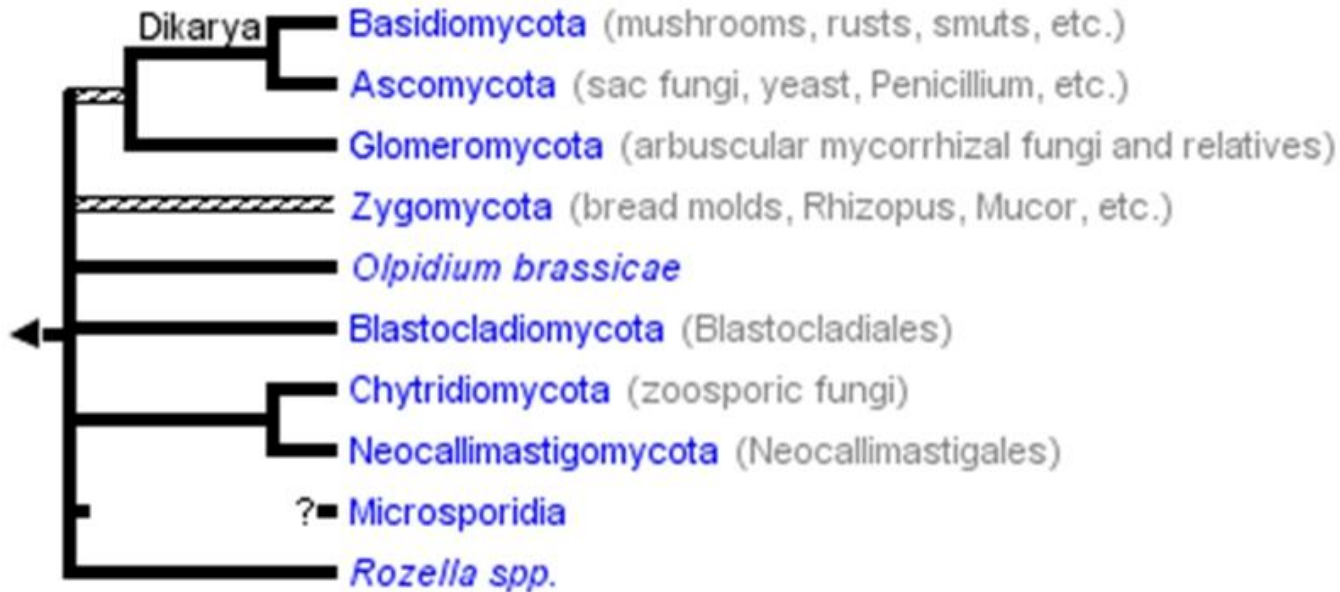 Dikarya
Basidiomycota (mushrooms, rusts, smuts, etc.)
Ascomycota (sac fungi, yeast, Penicillium, etc.)
Glomeromycota (arbuscular mycorrhizal fungi and relatives)
Zygomycota (bread molds, Rhizopus, Mucor, etc.)
Olpidium brassicae
Blastocladiomycota (Blastocladiales)
Chytridiomycota (zoosporic fungi)
Neocallimastigomycota (Neocallimastigales)
? Microsporidia
Rozella spp.